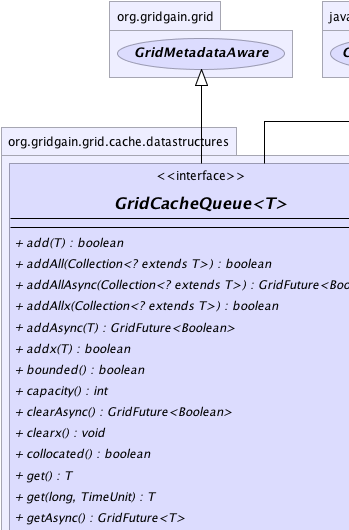 org.gridgain.grid
java
GridMetadataAware
org.gridgain.grid.cache.datastructures
<<interface>>
GridCacheQueue<T>
+ add(T) : boolean
+ addAll(Collection<? extends T>) : boolean
+ addAllAsync(Collection<? extends T>) : GridFuture<Boo
+ addAllx(Collection<? extends T>) : boolean
+ addAsync(T) : GridFuture<Boolean>
+ addx(T) : boolean
+ bounded() : boolean
+ capacity() : int
+ clearAsync() : GridFuture<Boolean>
+ clearx() : void
+ collocated() : boolean
+ get() : T
+ get(long, TimeUnit) : T
+ getAsync() : GridFuture<T>